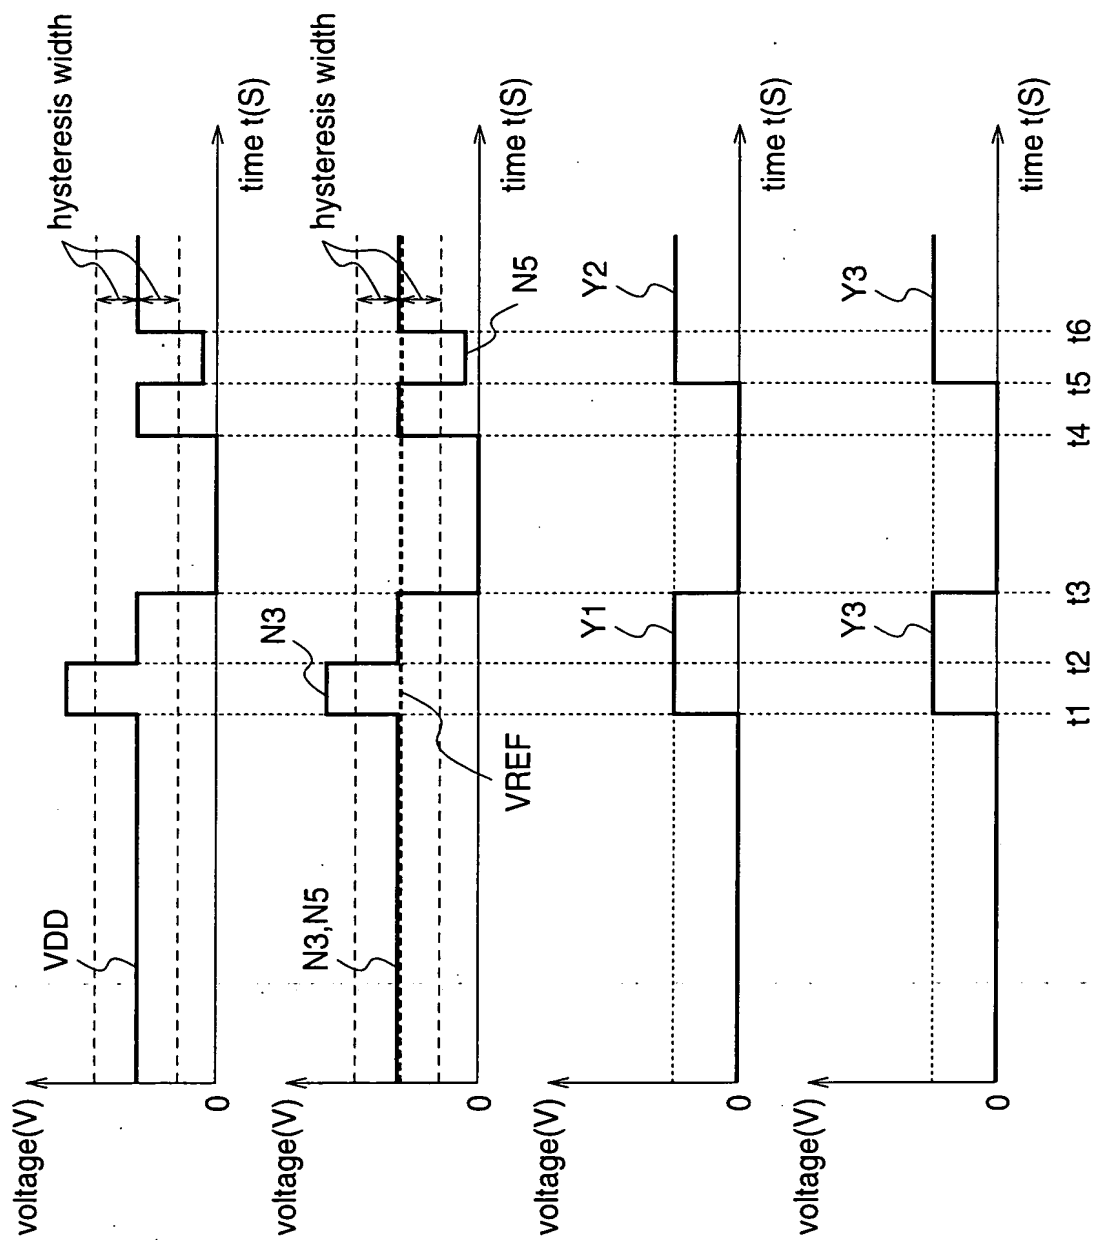 voltage(V)
VDD
hysteresis width
0
time t(S)
voltage(V)
N3,N5
N3
hysteresis width
VREF
N5
0
time t(S)
voltage(V)
Y1
Y2
0
time t(S)
voltage(V)
Y3
Y3
0
time t(S)
t1 t2 t3 t4 t5 t6